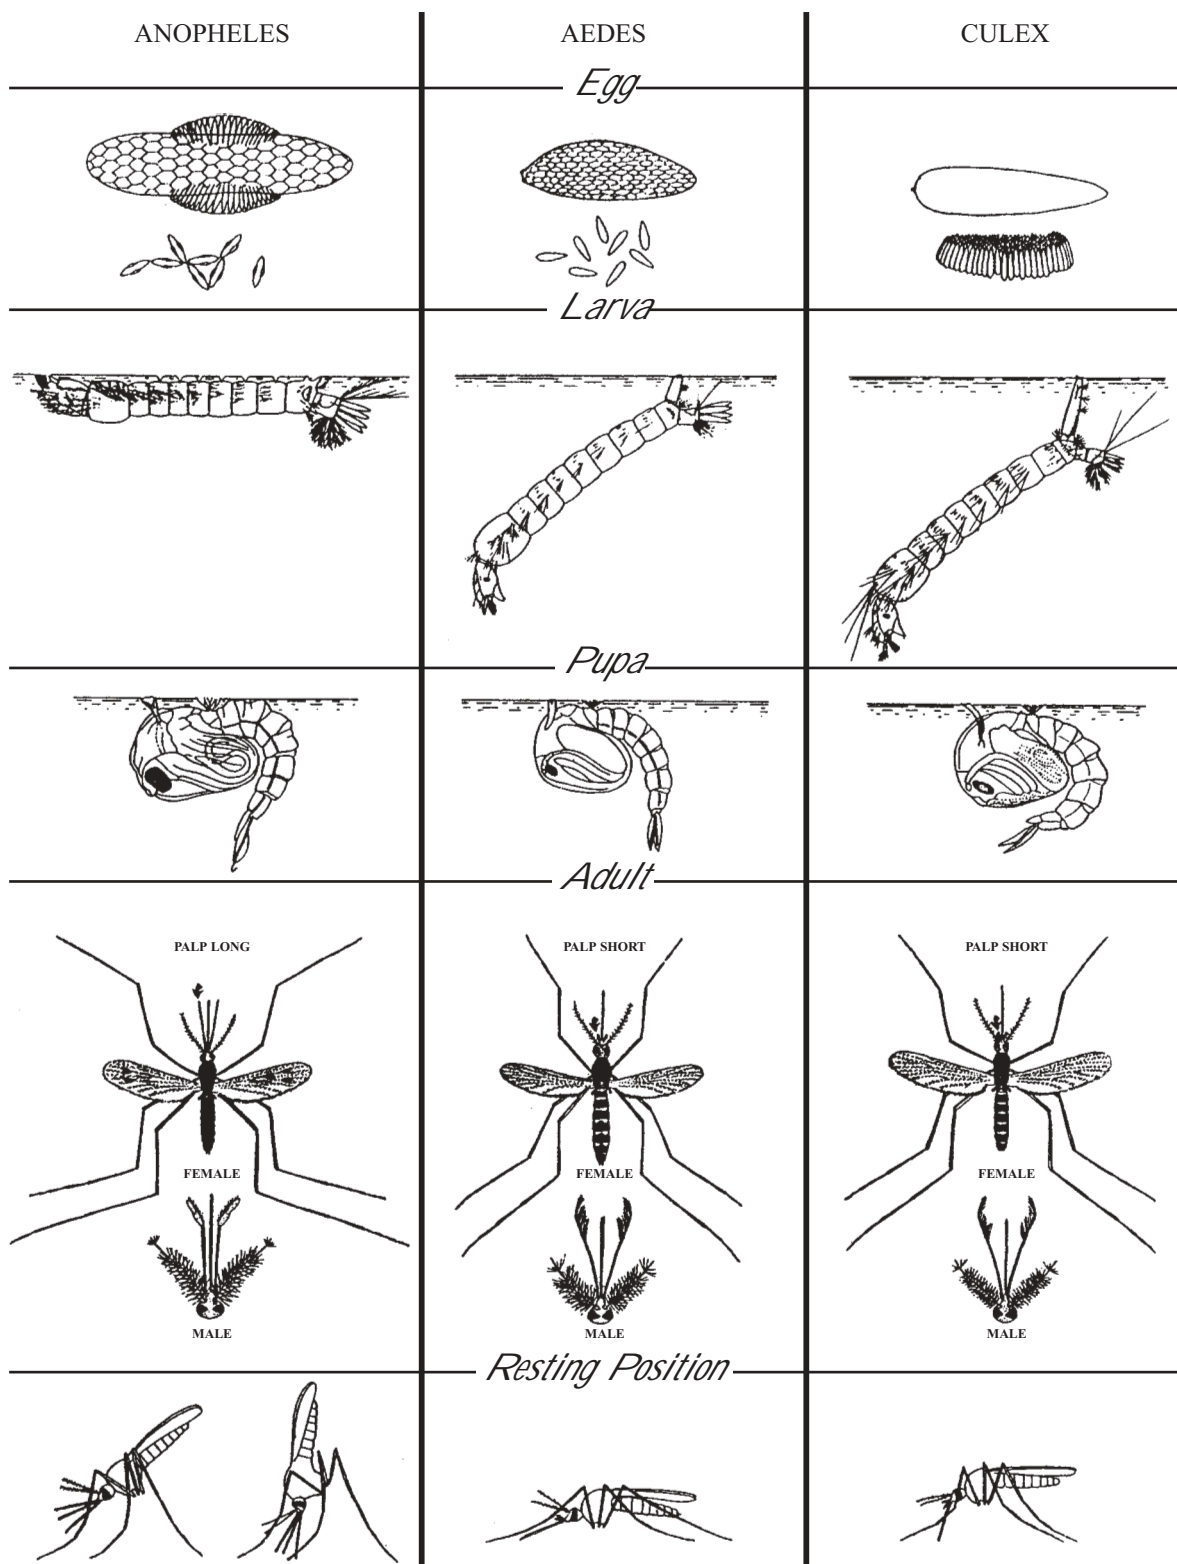 ANOPHELES AEDES CULEX
Egg
Larva
Pupa
Adult
PALP LONG PALP SHORT PALP SHORT
FEMALE FEMALE FEMALE
MALE MALE MALE
Resting Position